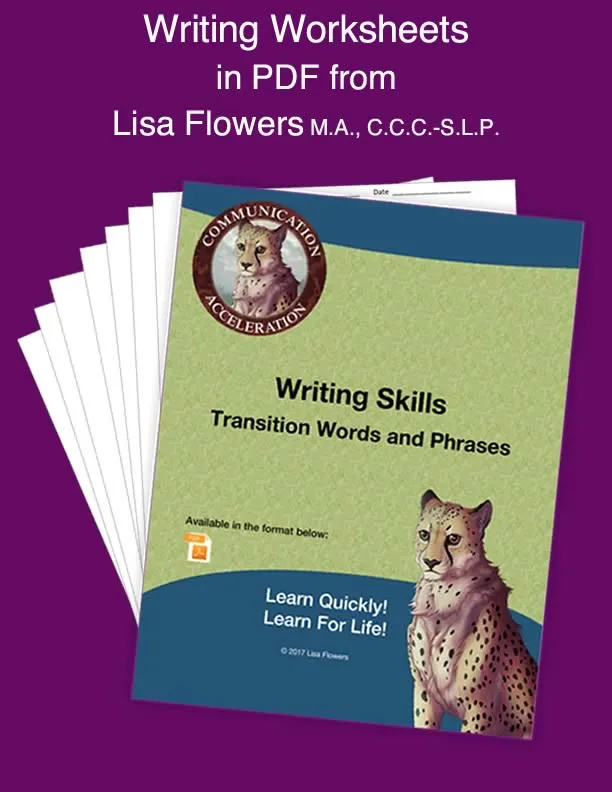 Writing Worksheets
in PDF from
Lisa Flowers M.A., C.C.C.-S.L.P.
Date
COMMUNICATION
ACCELERATION
Writing Skills
Transition Words and Phrases
Available in the format below:
PDF
Learn Quickly!
Learn For Life!
© 2017 Lisa Flowers